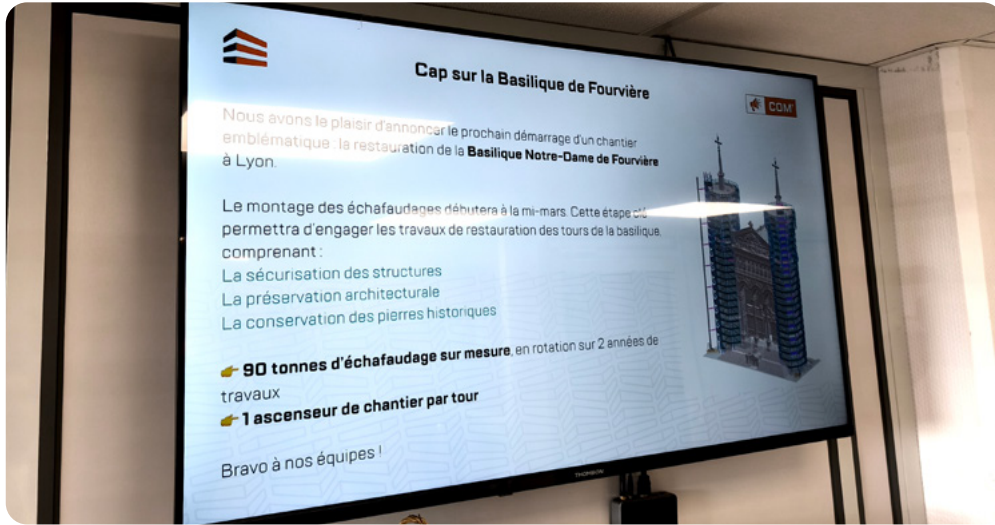 Cap sur la Basilique de Fourvière
COM'
Nous avons le plaisir d'annoncer le prochain démarrage d'un chantier
emblématique : la restauration de la Basilique Notre-Dame de Fourvière
à Lyon.
Le montage des échafaudages débutera à la mi-mars. Cette étape clé
permettra d'engager les travaux de restauration des tours de la basilique,
comprenant :
La sécurisation des structures
La préservation architecturale
La conservation des pierres historiques
90 tonnes d'échafaudage sur mesure, en rotation sur 2 années de
travaux
1 ascenseur de chantier par tour
Bravo à nos équipes !
THOMSON